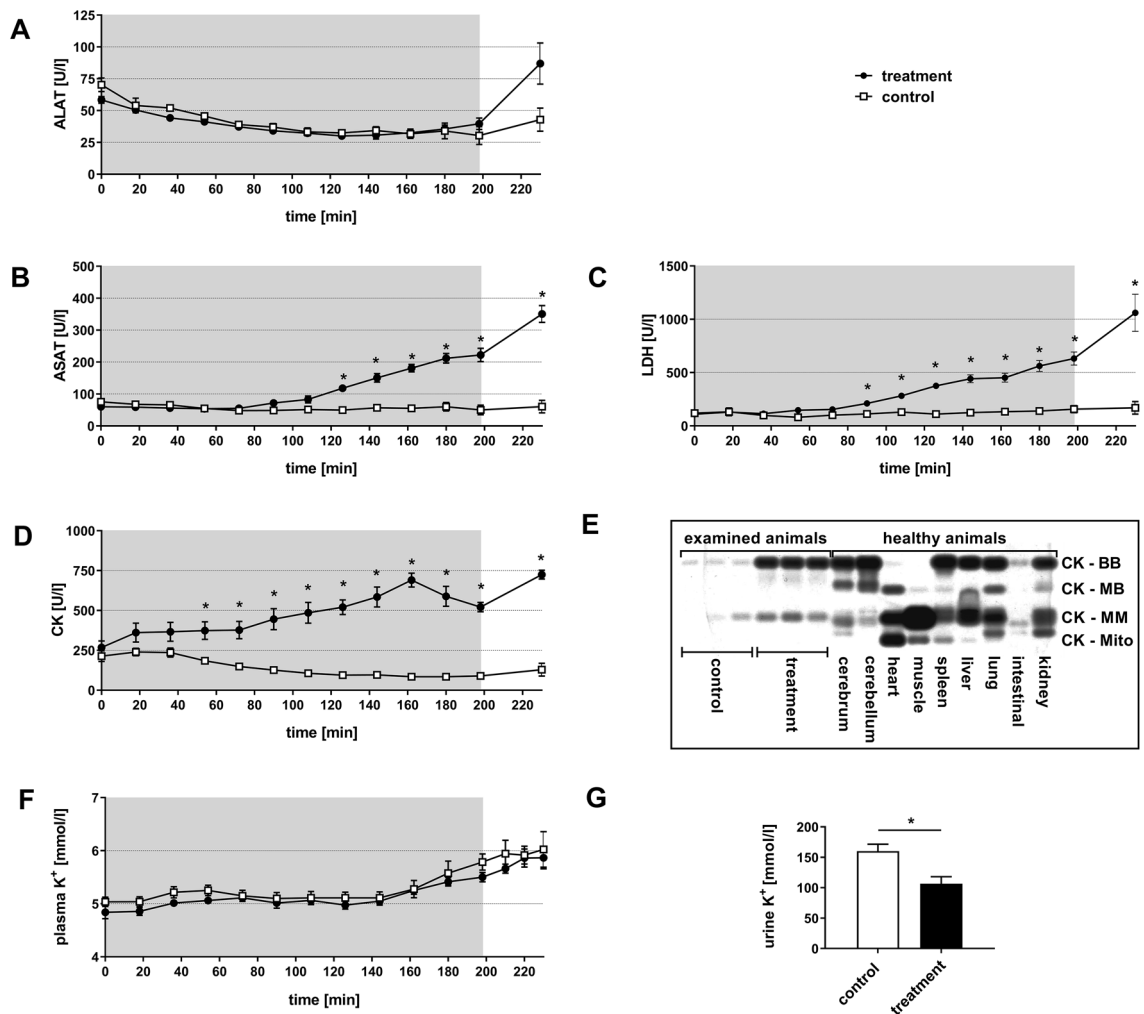 A
ALAT [U/l]
125
100
75
50
25
0
0 20 40 60 80 100 120 140 160 180 200 220
time [min]
treatment
control
B
ASAT [U/l]
500
400
300
200
100
0
* * * * * *
0 20 40 60 80 100 120 140 160 180 200 220
time [min]
C
LDH [U/l]
1500
1000
500
0
* * * * * * * *
0 20 40 60 80 100 120 140 160 180 200 220
time [min]
D
CK [U/l]
1000
750
500
250
0
* * * * * * * * * *
0 20 40 60 80 100 120 140 160 180 200 220
time [min]
E
examined animals healthy animals
CK - BB
CK - MB
CK - MM
CK - Mito
control
treatment
cerebrum
cerebellum
heart
muscle
spleen
liver
lung
intestinal
kidney
F
plasma K+ [mmol/l]
7
6
5
4
0 20 40 60 80 100 120 140 160 180 200 220
time [min]
G
urine K+ [mmol/l]
200
150
100
50
0
*
control
treatment